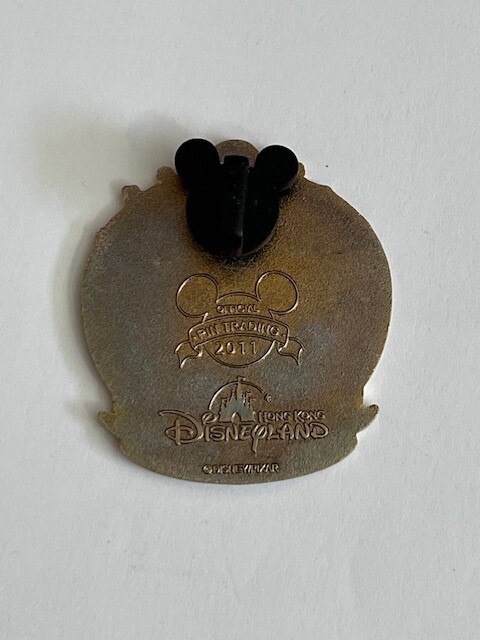 OFFICIAL
PIN TRADING
2011
HONG KONG
DISNEYLAND
©DISNEY/PIXAR